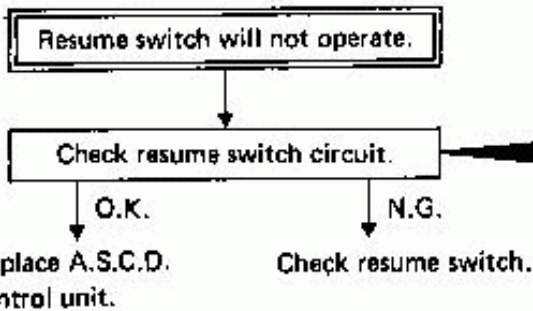 Resume switch will not operate.
Check resume switch circuit.
O.K.
N.G.
place A.S.C.D.
ntrol unit.
Check resume switch.